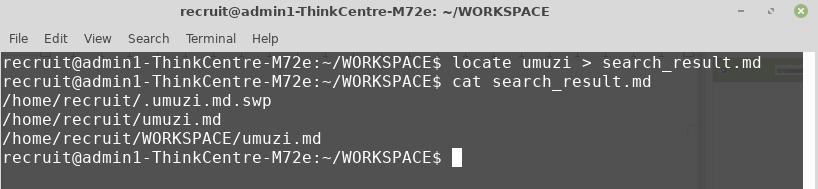 recruit@admin1-ThinkCentre-M72e: ~/WORKSPACE
File Edit View Search Terminal Help
recruit@admin1-ThinkCentre-M72e:~/WORKSPACE$ locate umuzi > search_result.md
recruit@admin1-ThinkCentre-M72e:~/WORKSPACE$ cat search_result.md
/home/recruit/.umuzi.md.swp
/home/recruit/umuzi.md
/home/recruit/WORKSPACE/umuzi.md
recruit@admin1-ThinkCentre-M72e:~/WORKSPACE$